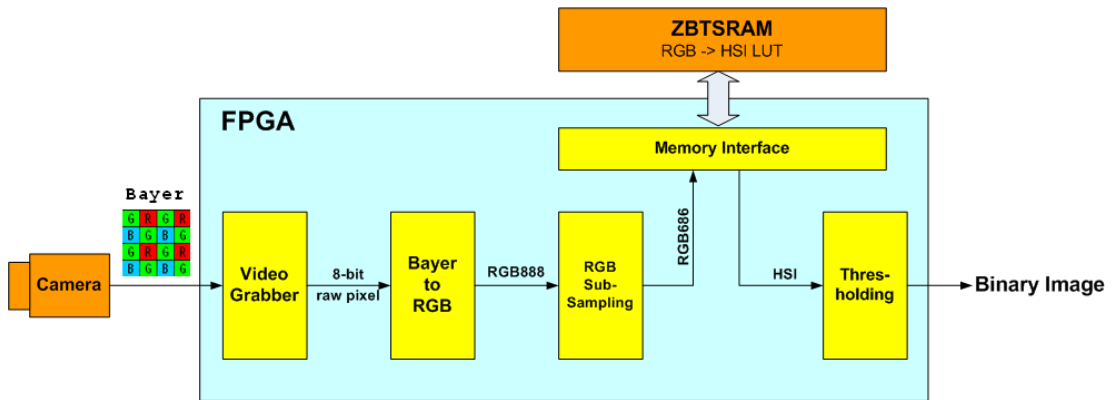 ZBTSRAM
RGB -> HSI LUT
FPGA
Memory Interface
Bayer
G R G R
B G B G
G R G R
B G B G
Camera
Video
Grabber
8-bit
raw pixel
Bayer
to
RGB
RGB888
RGB
Sub-
Sampling
RGB686
HSI
Thres-
holding
Binary Image